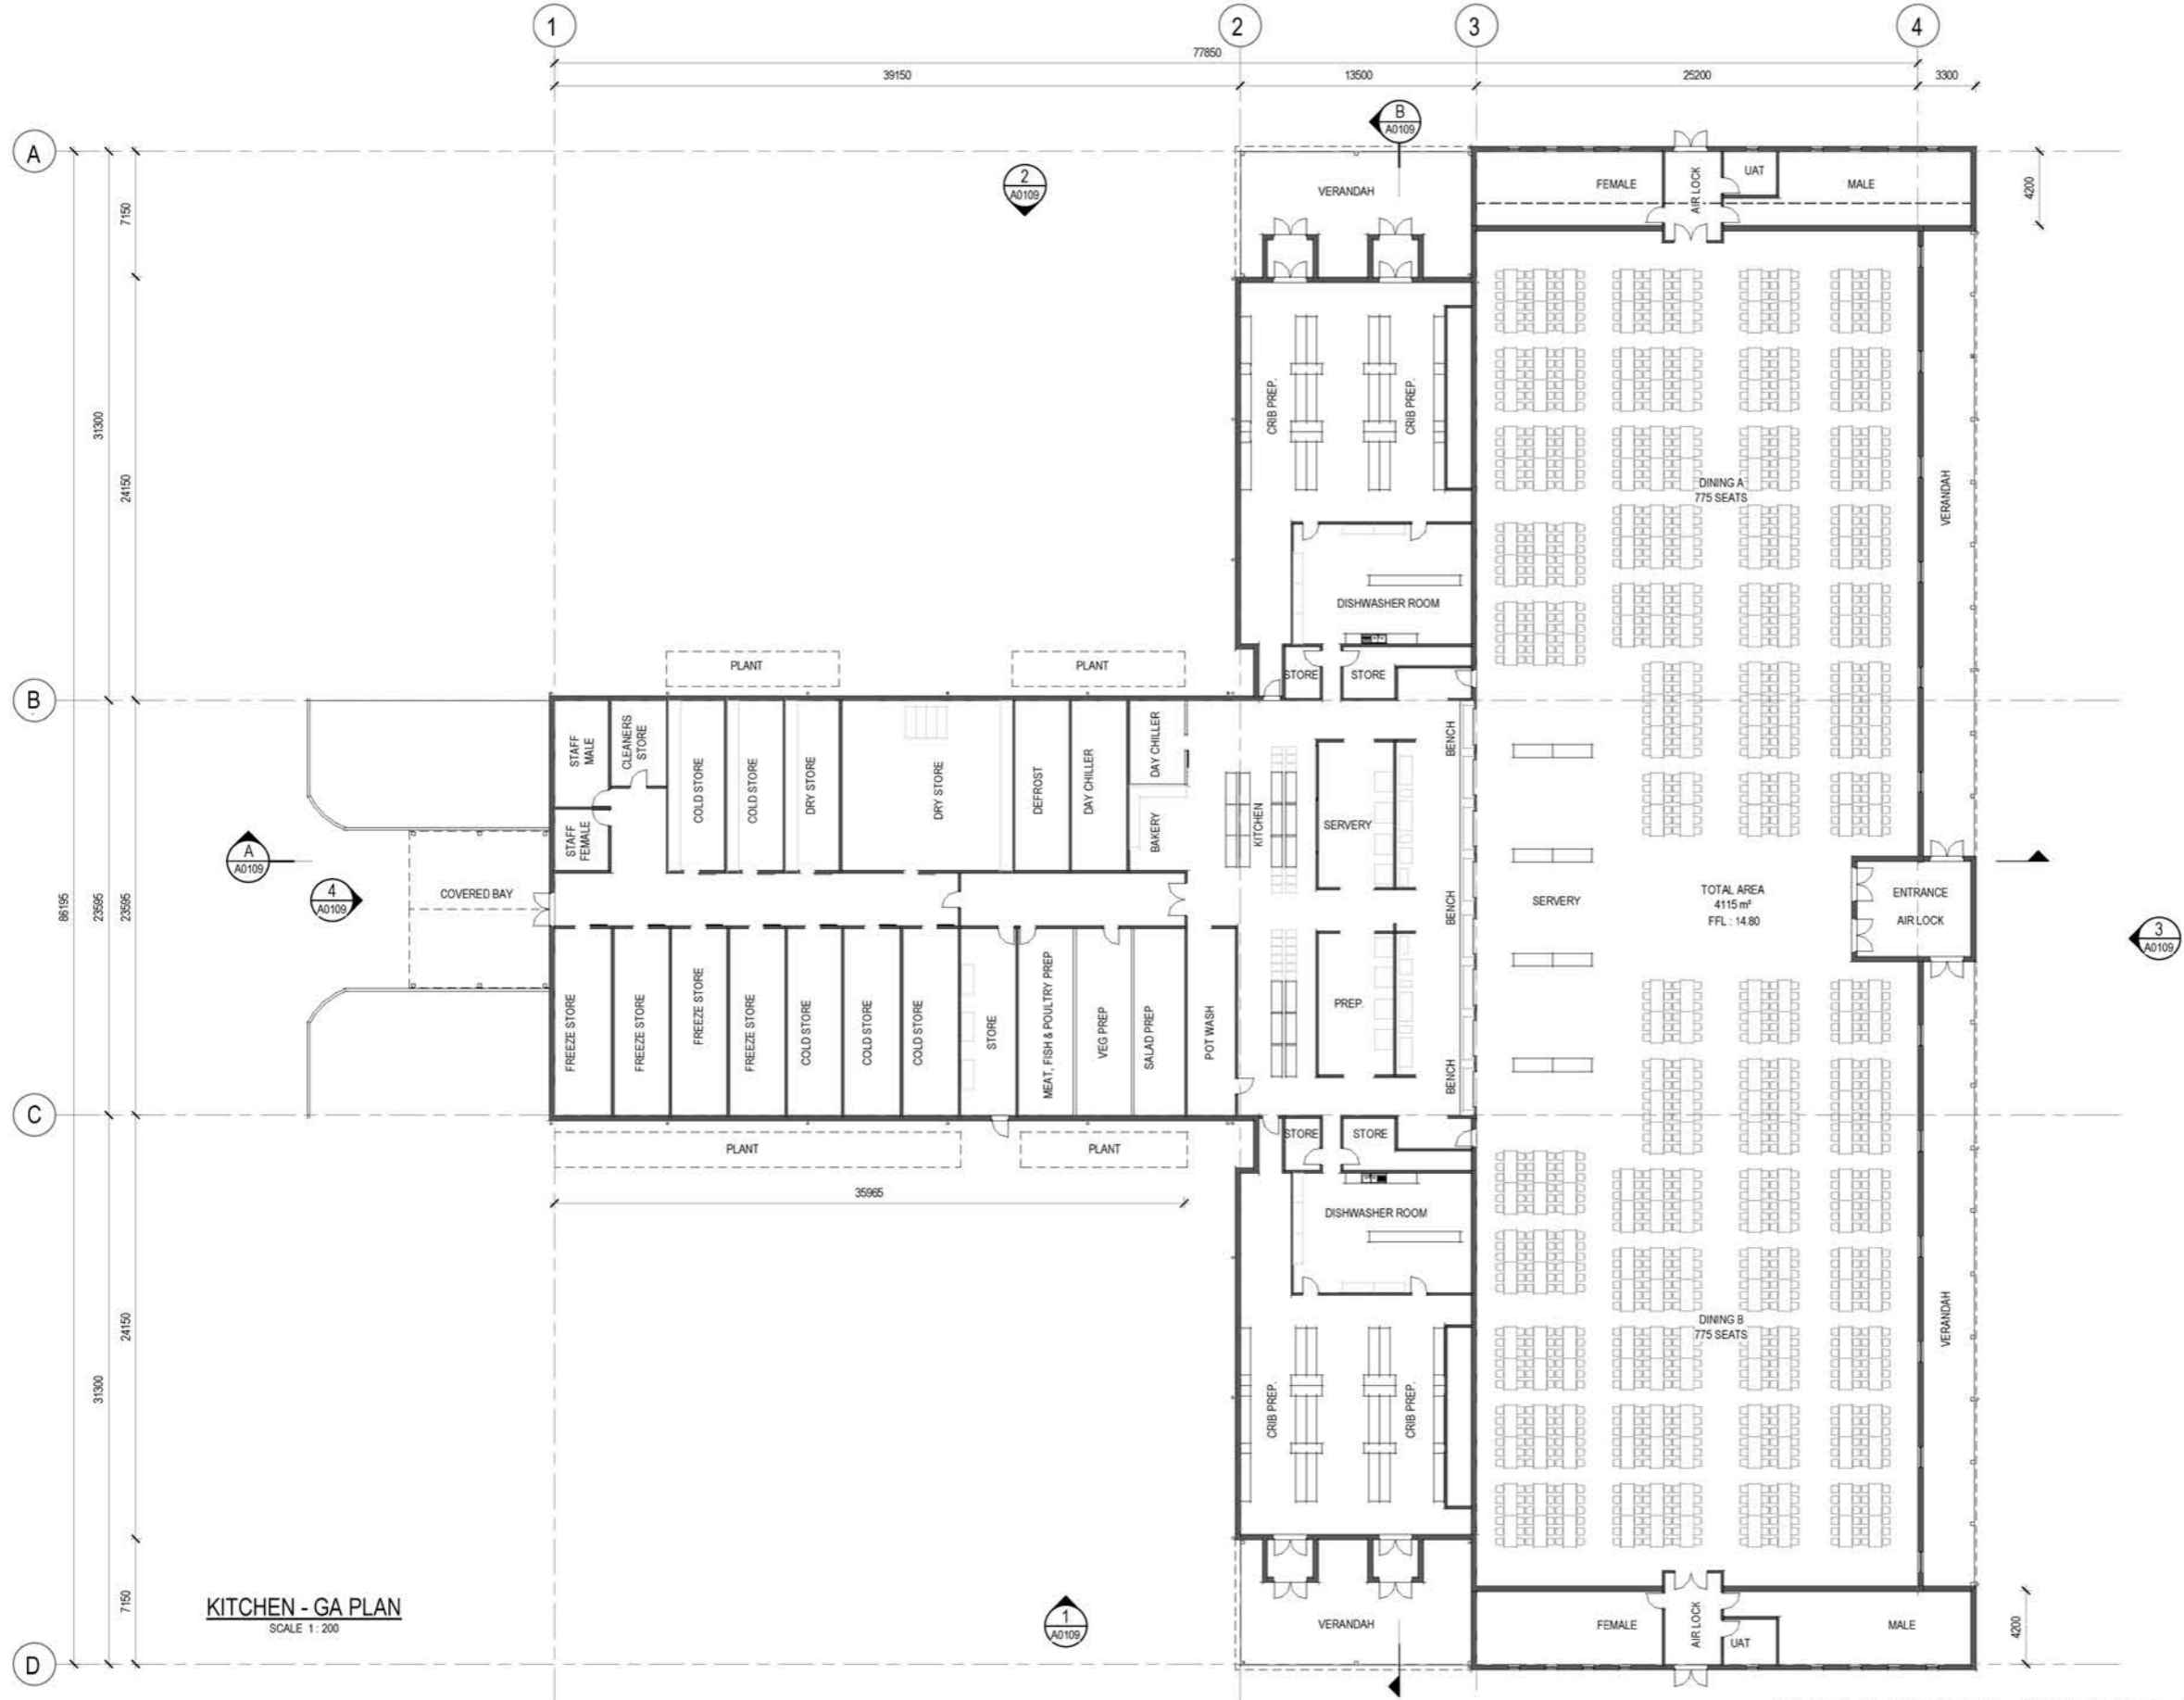 1
2
3
4
77850
39150
13500
25200
3300
B
A0109
A
2
A0109
VERANDAH
FEMALE
AIR LOCK
UAT
MALE
4200
7150
31300
24150
CRIB PREP.
CRIB PREP.
DINING A
775 SEATS
VERANDAH
DISHWASHER ROOM
PLANT
PLANT
STORE
STORE
B
STAFF
MALE
CLEANERS
STORE
COLD STORE
COLD STORE
DRY STORE
DRY STORE
DEFROST
DAY CHILLER
DAY CHILLER
BAKERY
KITCHEN
SERVERY
BENCH
STAFF
FEMALE
A
A0109
4
A0109
COVERED BAY
86195
23595
23595
BENCH
SERVERY
TOTAL AREA
4115 m²
FFL : 14.80
ENTRANCE
AIR LOCK
3
A0109
FREEZE STORE
FREEZE STORE
FREEZE STORE
FREEZE STORE
COLD STORE
COLD STORE
COLD STORE
STORE
MEAT, FISH & POULTRY PREP
VEG PREP
SALAD PREP
POT WASH
PREP.
BENCH
C
PLANT
PLANT
STORE
STORE
35965
DISHWASHER ROOM
24150
31300
DINING B
775 SEATS
VERANDAH
CRIB PREP.
CRIB PREP.
7150
KITCHEN - GA PLAN
SCALE 1 : 200
1
A0109
VERANDAH
FEMALE
AIR LOCK
UAT
MALE
4200
D